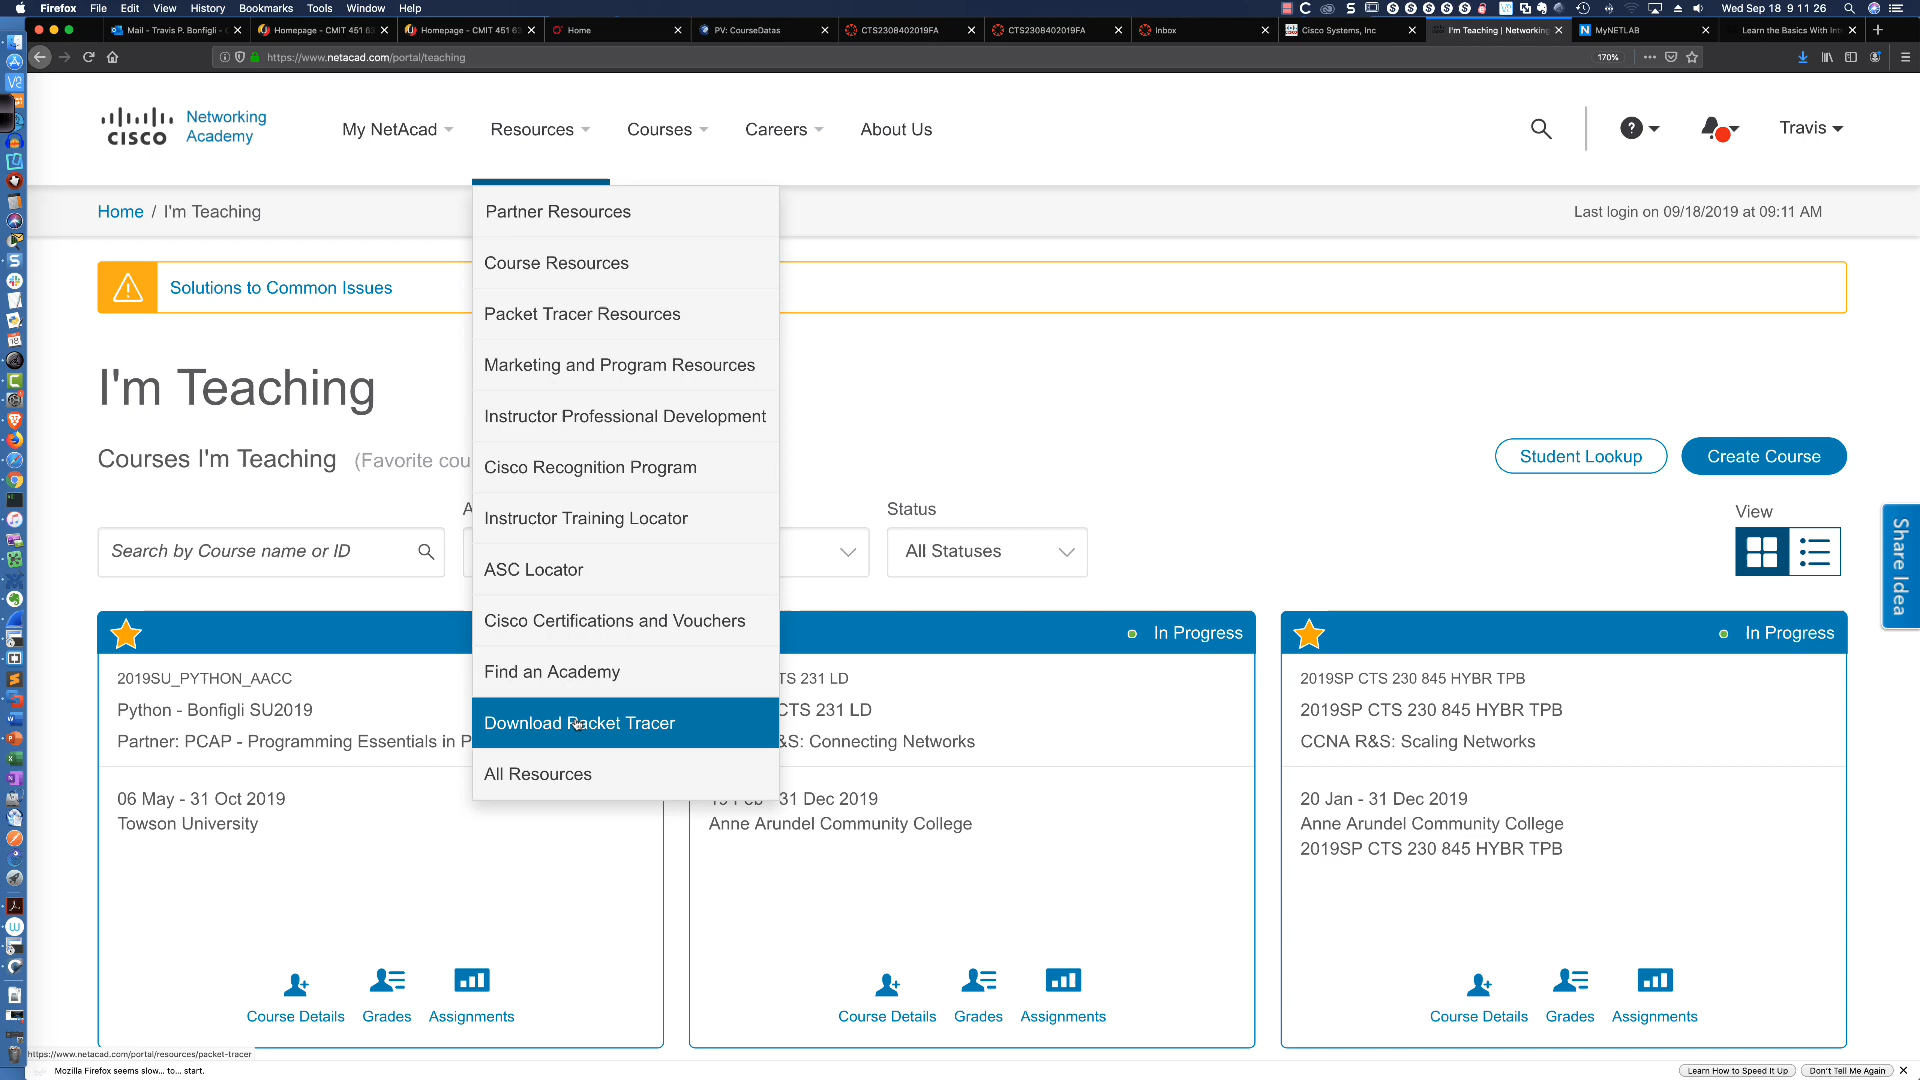 Firefox File Edit View History Bookmarks Tools Window Help Wed Sep 18 9 11 26
Mail - Travis P. Bonfigli - Homepage - CMIT 451 63 Homepage - CMIT 451 63 Home PV: CourseDatas CTS2308402019FA CTS2308402019FA Inbox Cisco Systems, Inc I'm Teaching | Networking MyNETLAB Learn the Basics With Int
https://www.netacad.com/portal/teaching 170%
cisco Networking Academy My NetAcad Resources Courses Careers About Us Travis
Home / I'm Teaching Last login on 09/18/2019 at 09:11 AM
Solutions to Common Issues
Partner Resources
Course Resources
Packet Tracer Resources
Marketing and Program Resources
Instructor Professional Development
Cisco Recognition Program
Instructor Training Locator
ASC Locator
Cisco Certifications and Vouchers
Find an Academy
Download Packet Tracer
All Resources
I'm Teaching
Courses I'm Teaching (Favorite cou
Student Lookup Create Course
A Status View
Search by Course name or ID All Statuses
Share Idea
2019SU_PYTHON_AACC
Python - Bonfigli SU2019
Partner: PCAP - Programming Essentials in P
06 May - 31 Oct 2019
Towson University
Course Details Grades Assignments
In Progress
TS 231 LD
CTS 231 LD
&S: Connecting Networks
19 Feb - 31 Dec 2019
Anne Arundel Community College
Course Details Grades Assignments
In Progress
2019SP CTS 230 845 HYBR TPB
2019SP CTS 230 845 HYBR TPB
CCNA R&S: Scaling Networks
20 Jan - 31 Dec 2019
Anne Arundel Community College
2019SP CTS 230 845 HYBR TPB
Course Details Grades Assignments
https://www.netacad.com/portal/resources/packet-tracer
Mozilla Firefox seems slow... to... start. Learn How to Speed It Up Don't Tell Me Again